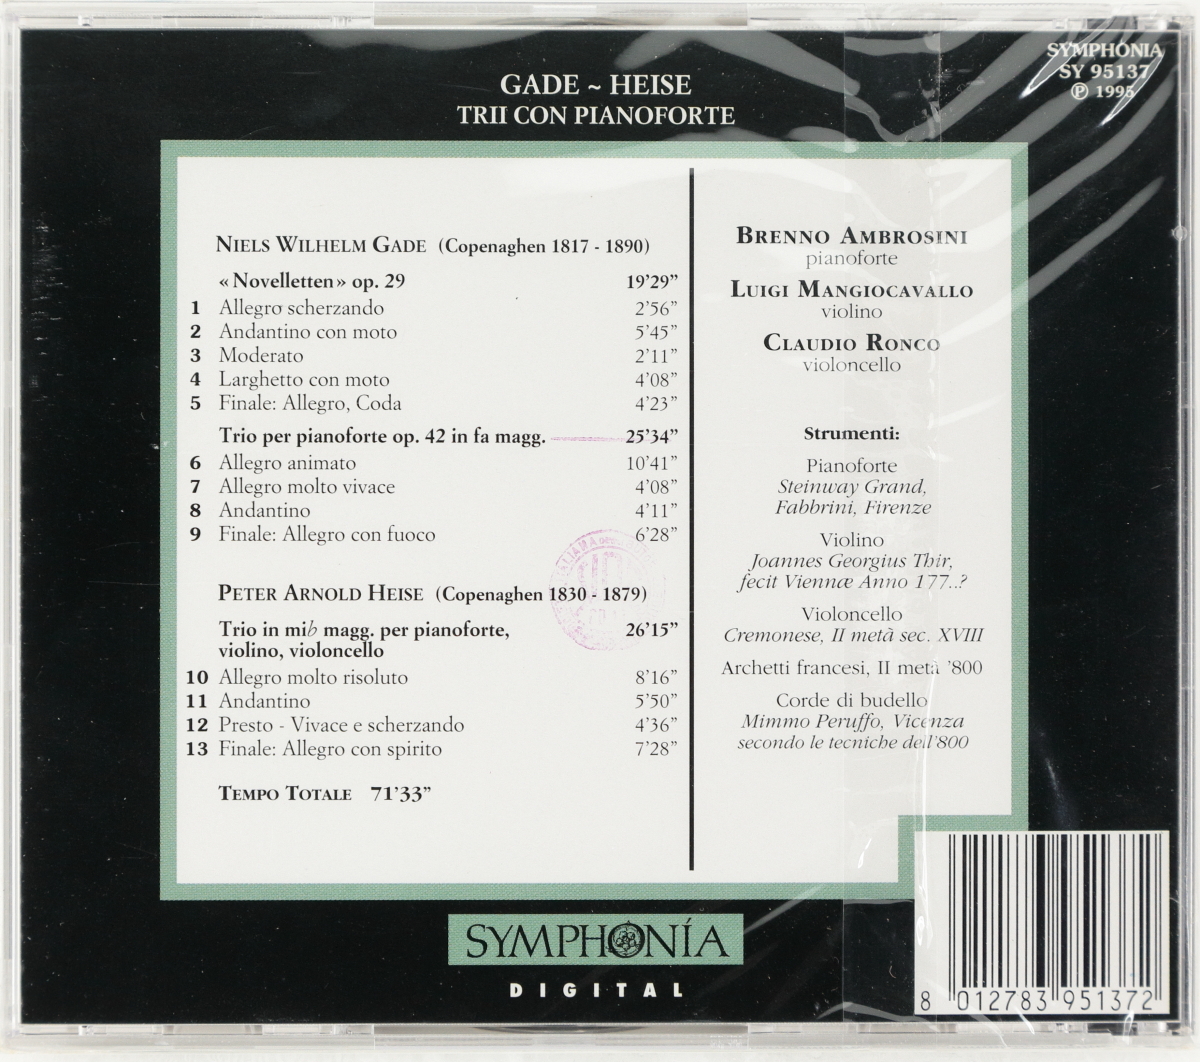 SYMPHONIA
SY 95137
℗ 1995
GADE ~ HEISE
TRII CON PIANOFORTE
NIELS WILHELM GADE (Copenaghen 1817 - 1890)
«Novelletten» op. 29 19’29”
1 Allegro scherzando 2’56”
2 Andantino con moto 5’45”
3 Moderato 2’11”
4 Larghetto con moto 4’08”
5 Finale: Allegro, Coda 4’23”
Trio per pianoforte op. 42 in fa magg. 25’34”
6 Allegro animato 10’41”
7 Allegro molto vivace 4’08”
8 Andantino 4’11”
9 Finale: Allegro con fuoco 6’28”
PETER ARNOLD HEISE (Copenaghen 1830 - 1879)
Trio in mi♭ magg. per pianoforte, 26’15”
violino, violoncello
10 Allegro molto risoluto 8’16”
11 Andantino 5’50”
12 Presto - Vivace e scherzando 4’36”
13 Finale: Allegro con spirito 7’28”
TEMPO TOTALE 71’33”
BRENNO AMBROSINI
pianoforte
LUIGI MANGIOCAVALLO
violino
CLAUDIO RONCO
violoncello
Strumenti:
Pianoforte
Steinway Grand,
Fabbrini, Firenze
Violino
Joannes Georgius Thir,
fecit Viennæ Anno 177..?
Violoncello
Cremonese, II metà sec. XVIII
Archetti francesi, II metà ’800
Corde di budello
Mimmo Peruffo, Vicenza
secondo le tecniche dell’800
SYMPHONÍA
DIGITAL
8 012783 951372